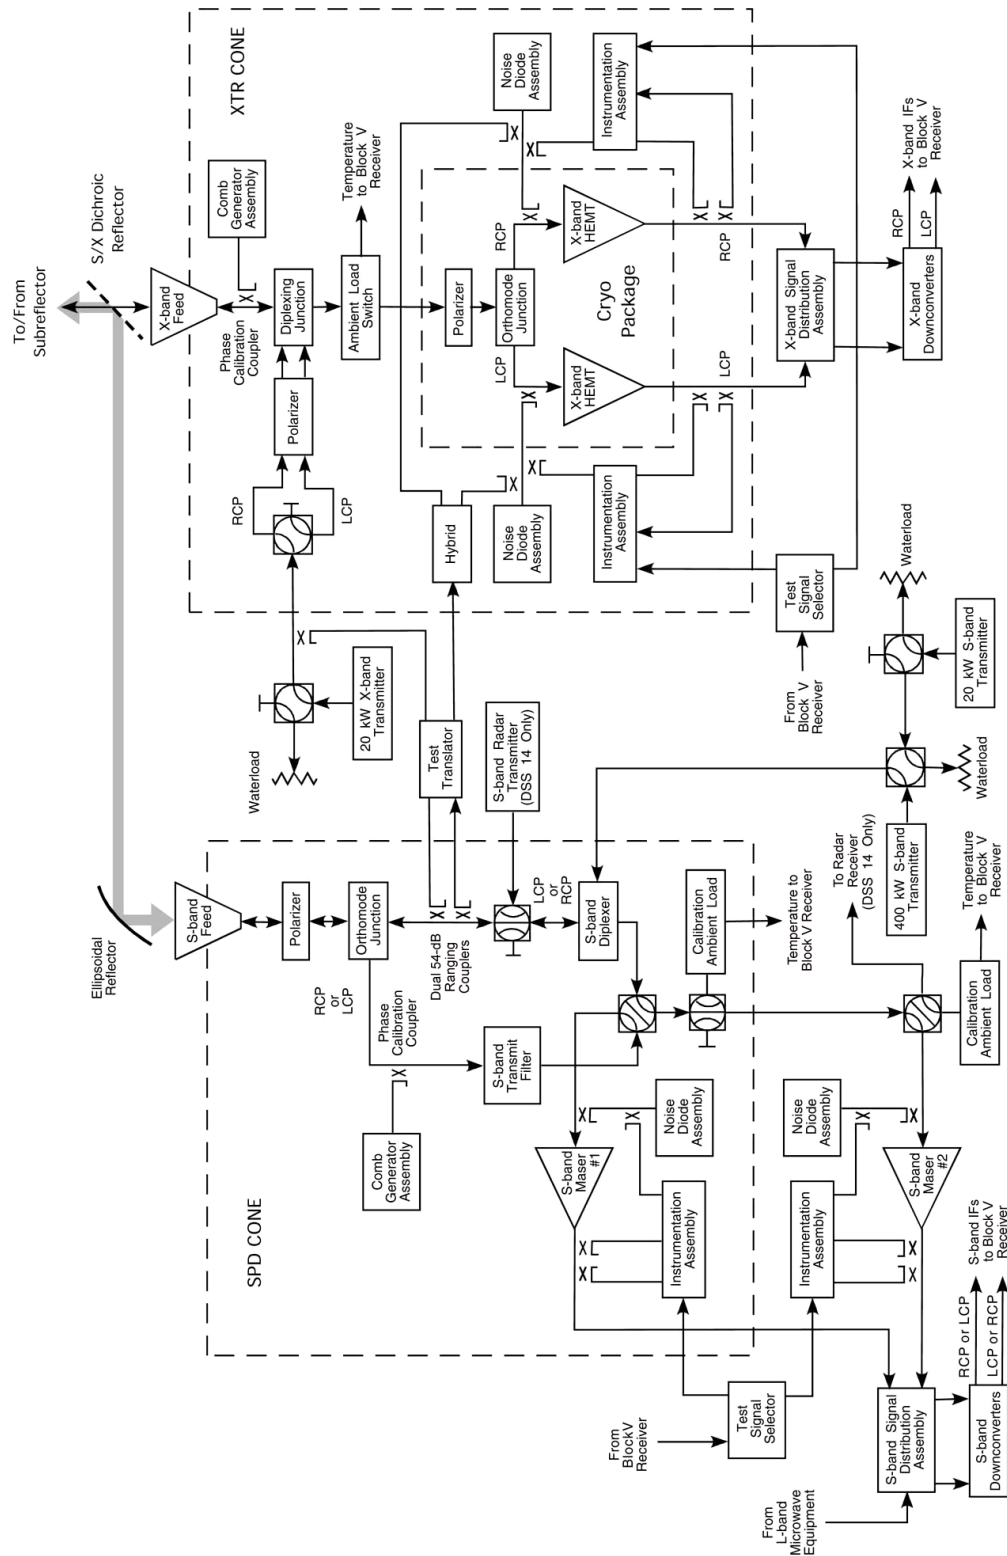 To/From
Subreflector
S/X Dichroic
Reflector
Ellipsoidal
Reflector
XTR CONE
X-band
Feed
Comb
Generator
Assembly
Phase
Calibration
Coupler
Diplexing
Junction
Polarizer
RCP
LCP
Ambient Load
Switch
Temperature
to Block V
Receiver
Waterload
20 kW X-band
Transmitter
Polarizer
Orthomode
Junction
LCP
RCP
X-band
HEMT
X-band
HEMT
Cryo
Package
Noise
Diode
Assembly
Instrumentation
Assembly
Hybrid
Noise
Diode
Assembly
Instrumentation
Assembly
LCP
RCP
X-band Signal
Distribution
Assembly
X-band
Downconverters
RCP
LCP
X-band IFs
to Block V
Receiver
Test
Signal
Selector
From
Block V
Receiver
Test
Translator
S-band Radar
Transmitter
(DSS 14 Only)
SPD CONE
S-band
Feed
Polarizer
Orthomode
Junction
RCP
or
LCP
Phase
Calibration
Coupler
Comb
Generator
Assembly
Dual 54-dB
Ranging
Couplers
LCP
or
RCP
S-band
Diplexer
S-band
Transmit
Filter
Calibration
Ambient Load
Temperature to
Block V Receiver
S-band
Maser
#1
Noise
Diode
Assembly
Instrumentation
Assembly
Test
Signal
Selector
From
BlockV
Receiver
Noise
Diode
Assembly
Instrumentation
Assembly
S-band
Maser
#2
To Radar
Receiver
(DSS 14 Only)
400 kW S-band
Transmitter
Waterload
20 kW S-band
Transmitter
Waterload
Calibration
Ambient Load
Temperature
to Block V
Receiver
S-band Signal
Distribution
Assembly
From
L-band
Microwave
Equipment
S-band
Downconverters
RCP or LCP
LCP or RCP
S-band IFs
to Block V
Receiver